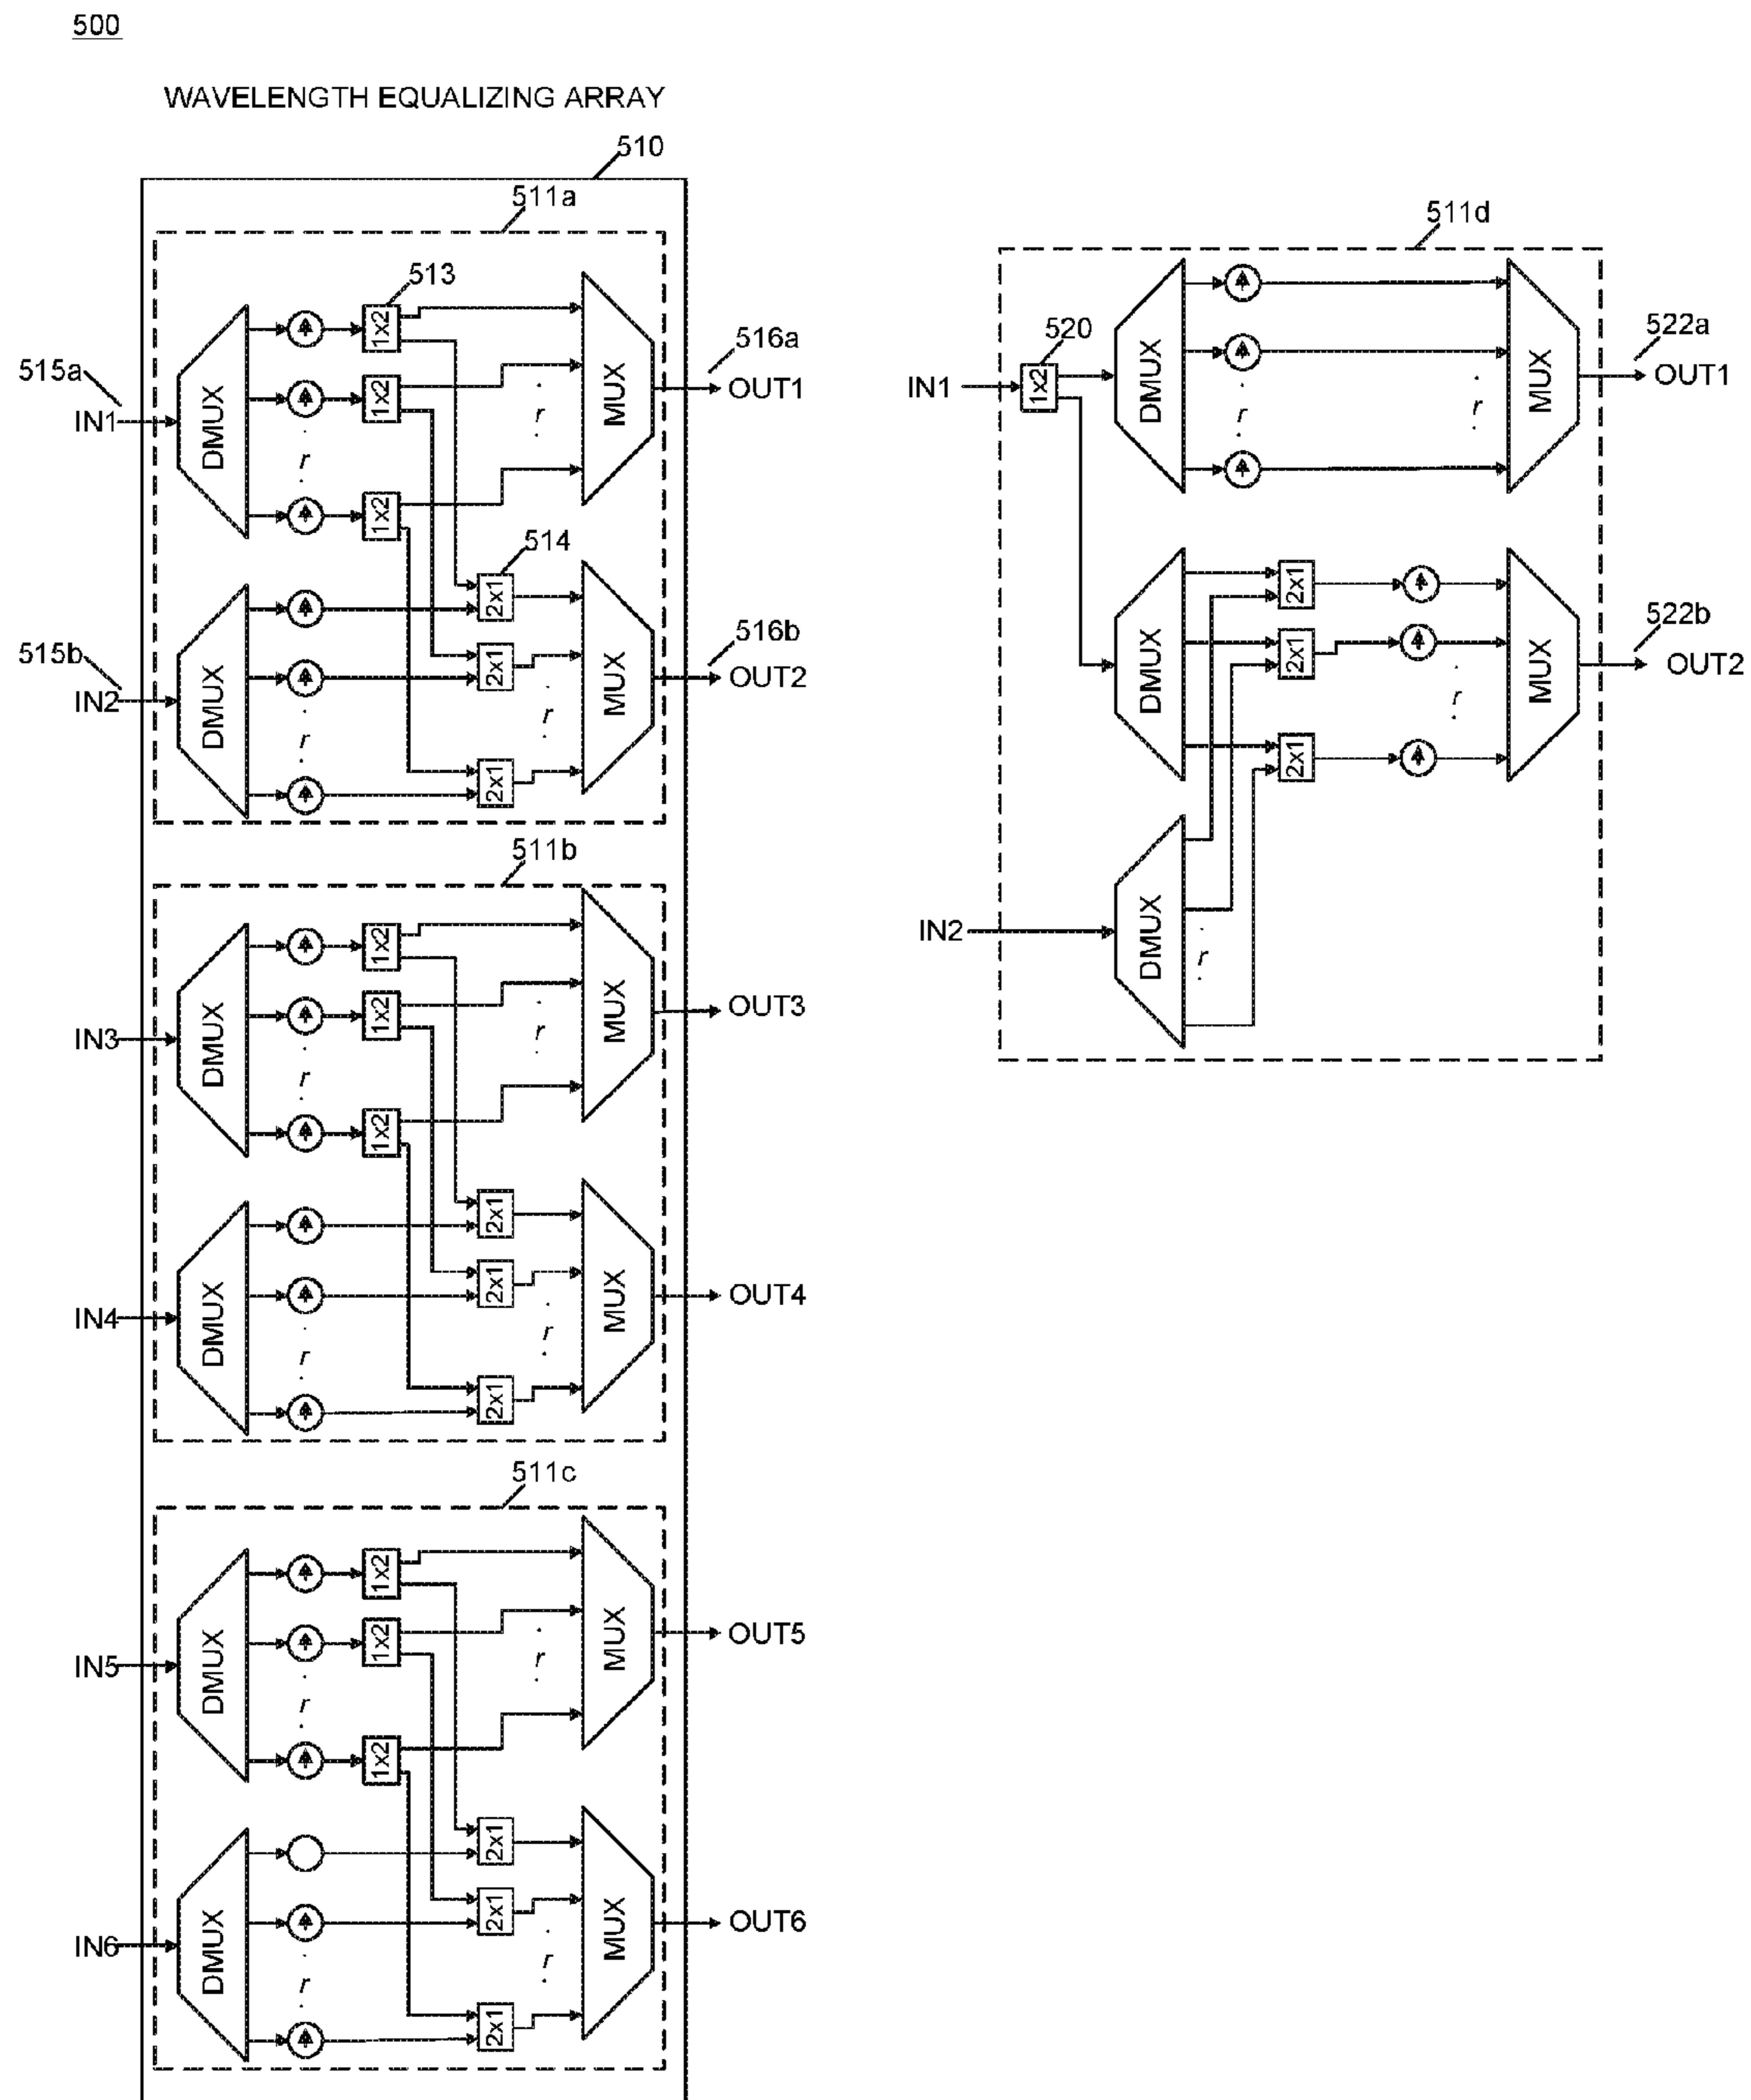 500
WAVELENGTH EQUALIZING ARRAY
510
511a
513
1x2
515a
IN1
DMUX
r
1x2
1x2
r
MUX
516a
OUT1
514
2x1
515b
IN2
DMUX
r
2x1
r
2x1
MUX
516b
OUT2
511b
1x2
IN3
DMUX
r
1x2
1x2
r
MUX
OUT3
2x1
IN4
DMUX
r
2x1
r
2x1
MUX
OUT4
511c
1x2
IN5
DMUX
r
1x2
1x2
r
MUX
OUT5
2x1
IN6
DMUX
r
2x1
r
2x1
MUX
OUT6
511d
520
IN1
1x2
DMUX
r
r
MUX
522a
OUT1
DMUX
2x1
2x1
2x1
r
MUX
522b
OUT2
IN2
DMUX
r